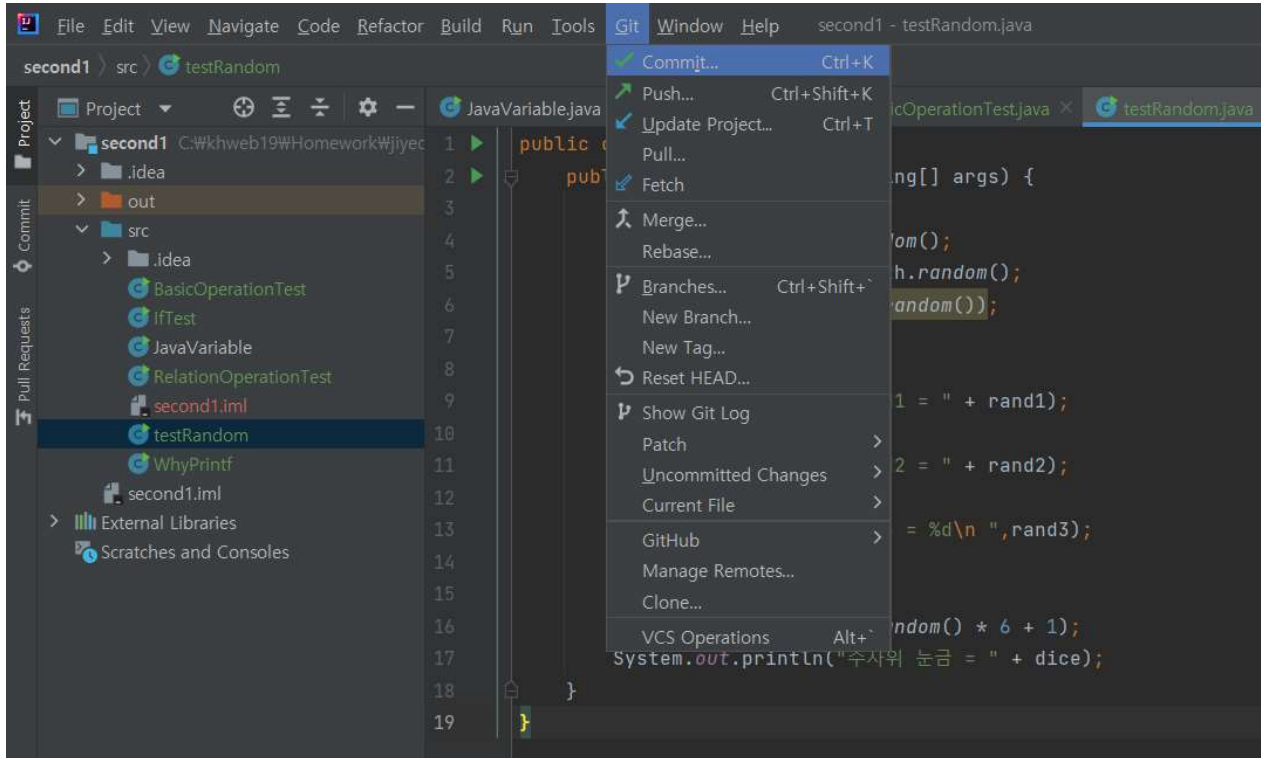 File Edit View Navigate Code Refactor Build Run Tools Git Window Help second1 - testRandom.java
second1 src testRandom
Project
Commit
Pull Requests
Project
second1 C:₩khweb19₩Homework₩jiyec
.idea
out
src
.idea
BasicOperationTest
IfTest
JavaVariable
RelationOperationTest
second1.iml
testRandom
WhyPrintf
second1.iml
External Libraries
Scratches and Consoles
Commit... Ctrl+K
Push... Ctrl+Shift+K
Update Project... Ctrl+T
Pull...
Fetch
Merge...
Rebase...
Branches... Ctrl+Shift+`
New Branch...
New Tag...
Reset HEAD...
Show Git Log
Patch
Uncommitted Changes
Current File
GitHub
Manage Remotes...
Clone...
VCS Operations Alt+`
JavaVariable.java icOperationTest.java testRandom.java
1 public
2 ng[] args) {
3
4 om();
5 h.random();
6 andom());
7
8
9 1 = " + rand1);
10
11 2 = " + rand2);
12
13 = %d\n ",rand3);
14
15
16 ndom() * 6 + 1);
17 System.out.println("주사위 눈금 = " + dice);
18 }
19 }